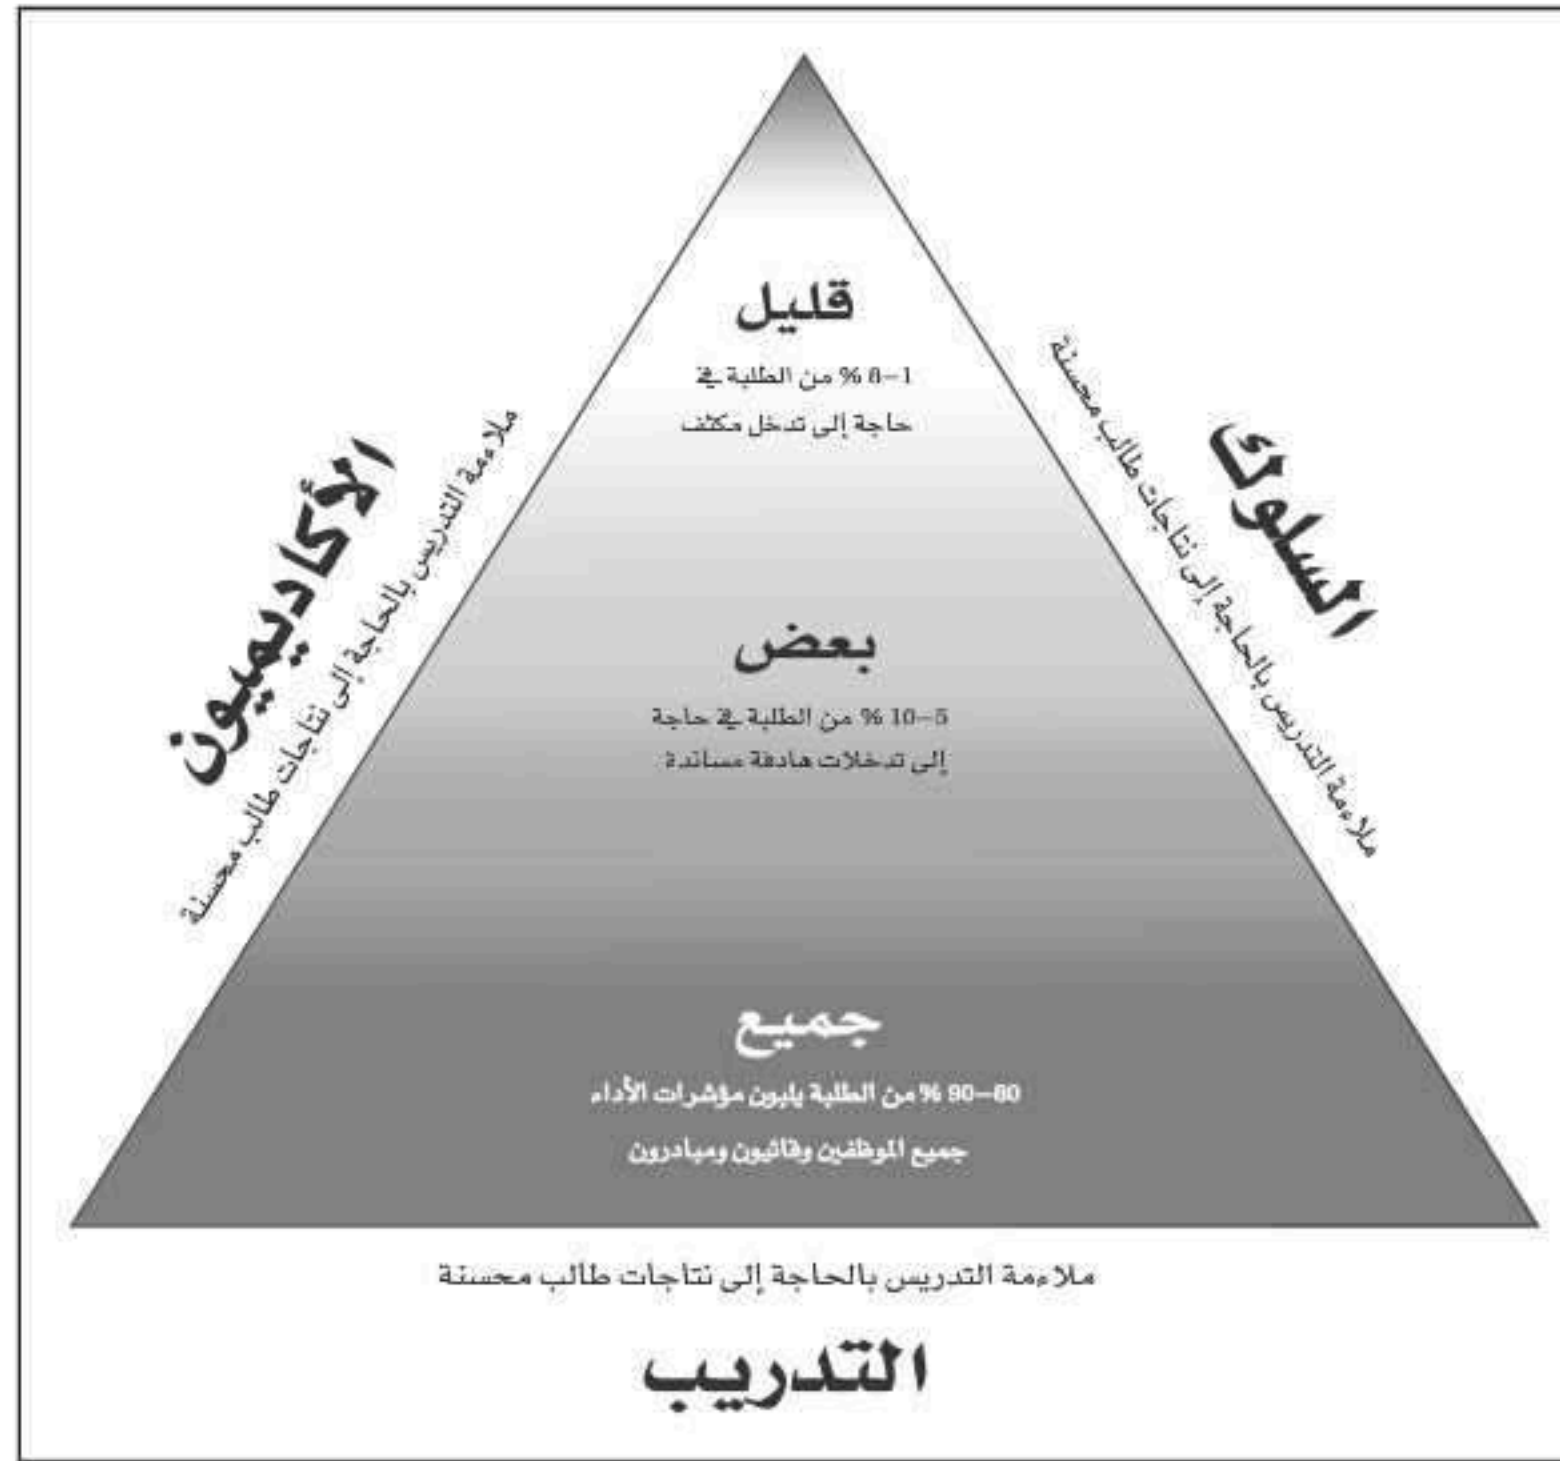 قليل
1–8 % من الطلبة في
حاجة إلى تدخل مكثف
بعض
5–10 % من الطلبة في حاجة
إلى تدخلات هادفة مساندة
جميع
80–90 % من الطلبة يلبون مؤشرات الأداء
جميع الموظفين وقائيون ومبادرون
السلوك
ملاءمة التدريس بالحاجة إلى نتاجات طالب محسنة
الأكاديميون
ملاءمة التدريس بالحاجة إلى نتاجات طالب محسنة
ملاءمة التدريس بالحاجة إلى نتاجات طالب محسنة
التدريب